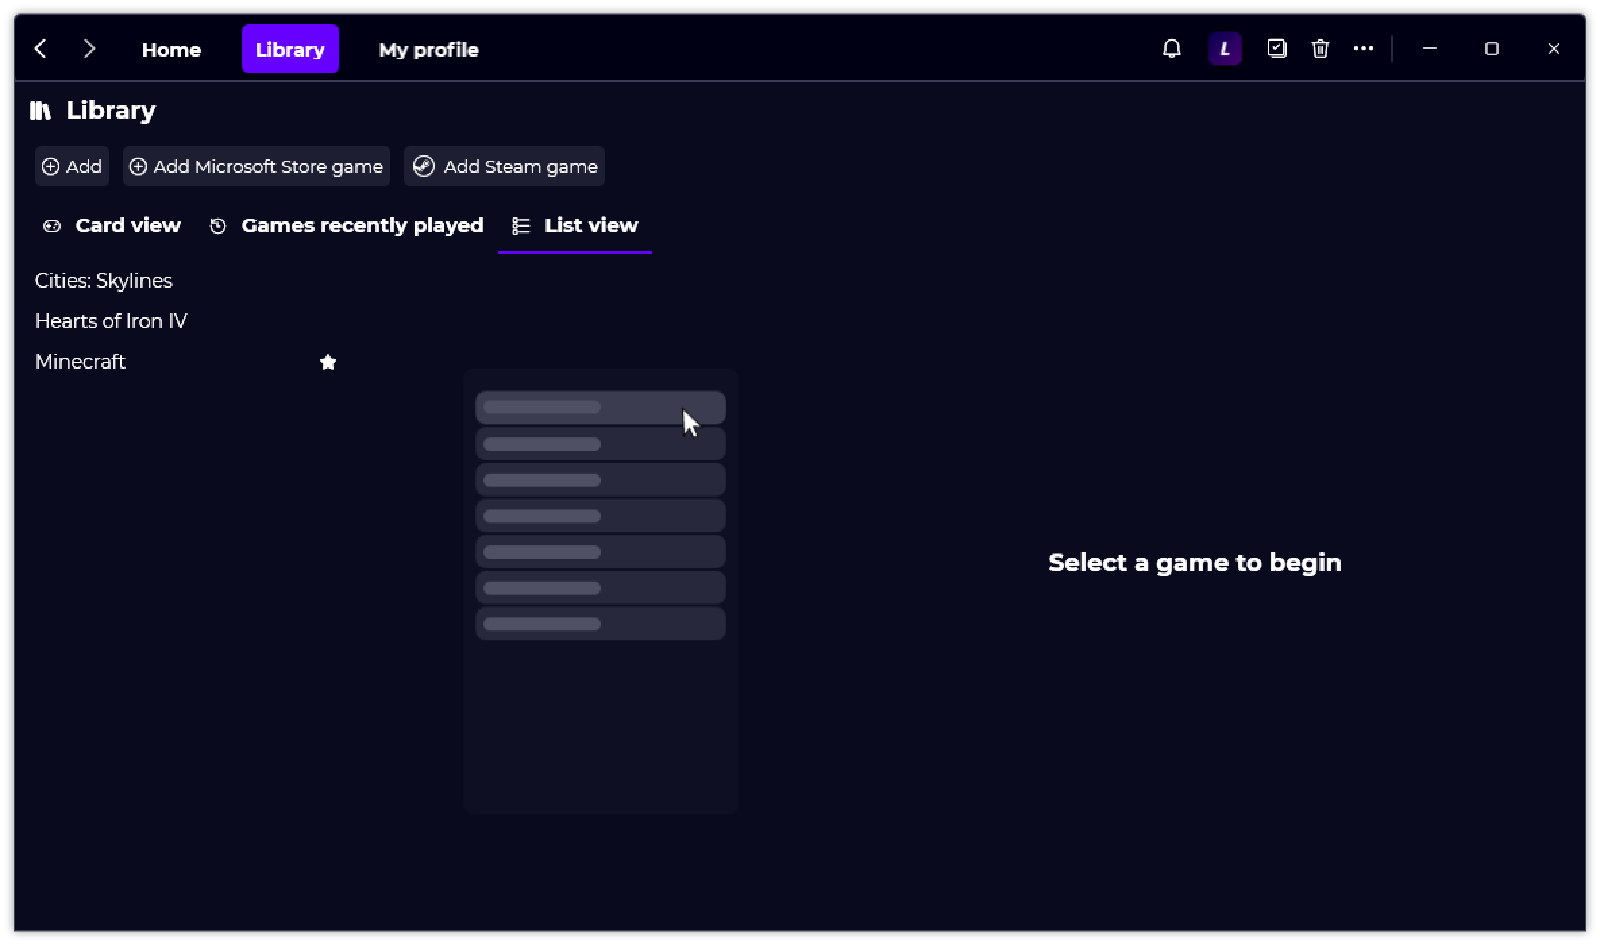 Home Library My profile L
Library
Add Add Microsoft Store game Add Steam game
Card view Games recently played List view
Cities: Skylines
Hearts of Iron IV
Minecraft
Select a game to begin